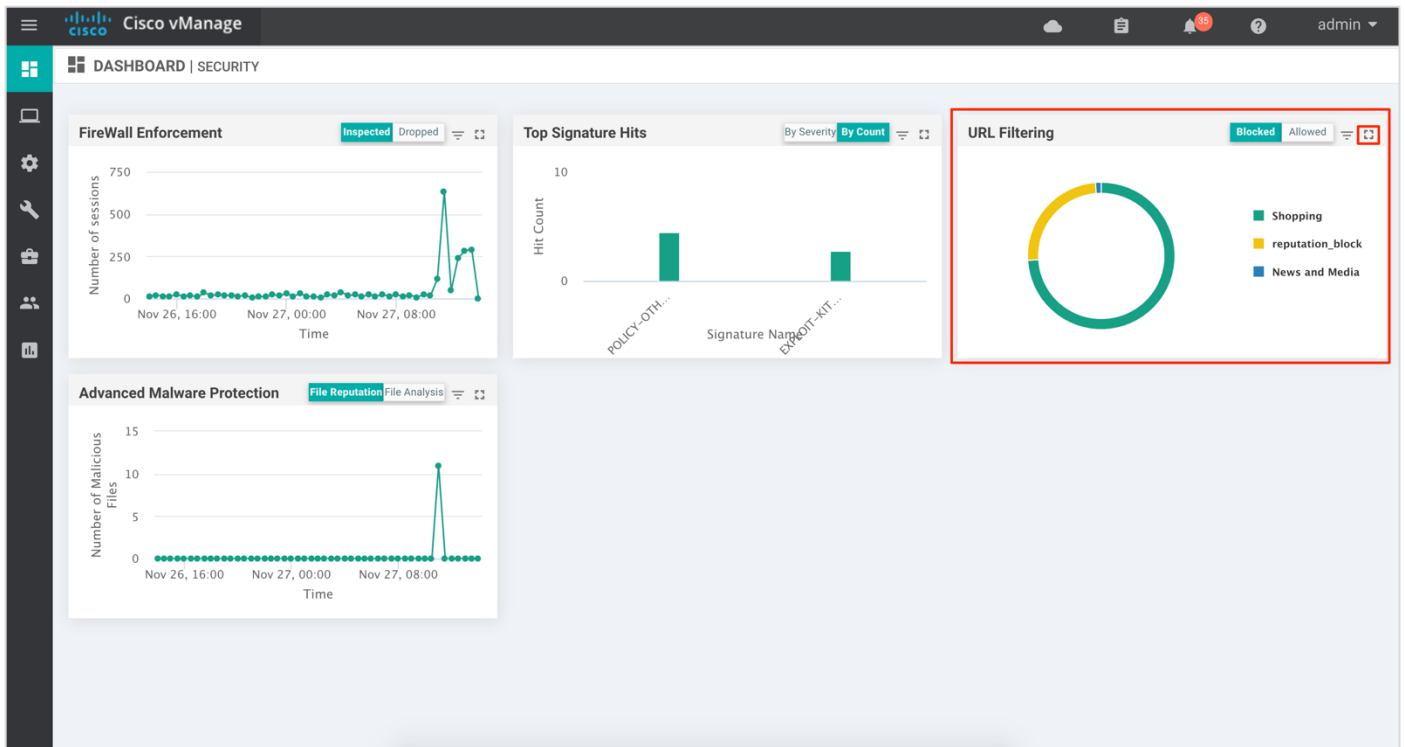 CISCO Cisco vManage
35
admin
DASHBOARD | SECURITY
FireWall Enforcement
Inspected Dropped
750
500
250
0
Number of sessions
Nov 26, 16:00 Nov 27, 00:00 Nov 27, 08:00
Time
Top Signature Hits
By Severity By Count
10
0
Hit Count
POLICY-OTH...
EXPLOIT-KIT...
Signature Name
URL Filtering
Blocked Allowed
Shopping
reputation_block
News and Media
Advanced Malware Protection
File Reputation File Analysis
15
10
5
0
Number of Malicious
Files
Nov 26, 16:00 Nov 27, 00:00 Nov 27, 08:00
Time